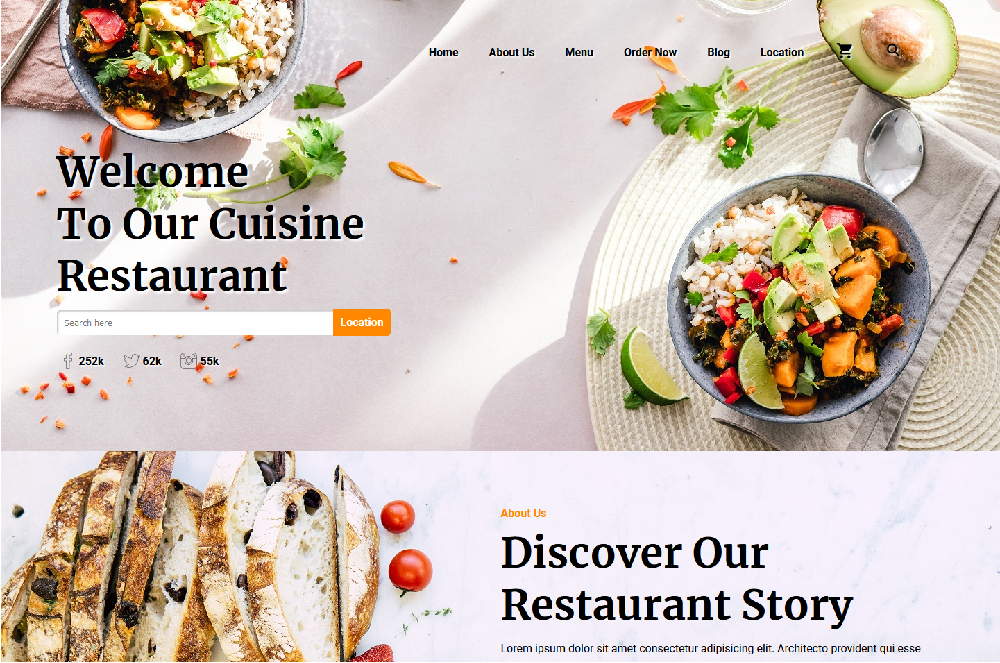 Home About Us Menu Order Now Blog Location
Welcome
To Our Cuisine
Restaurant
Search here Location
252k 62k 55k
About Us
Discover Our
Restaurant Story
Lorem ipsum dolor sit amet consectetur adipisicing elit. Architecto provident qui esse